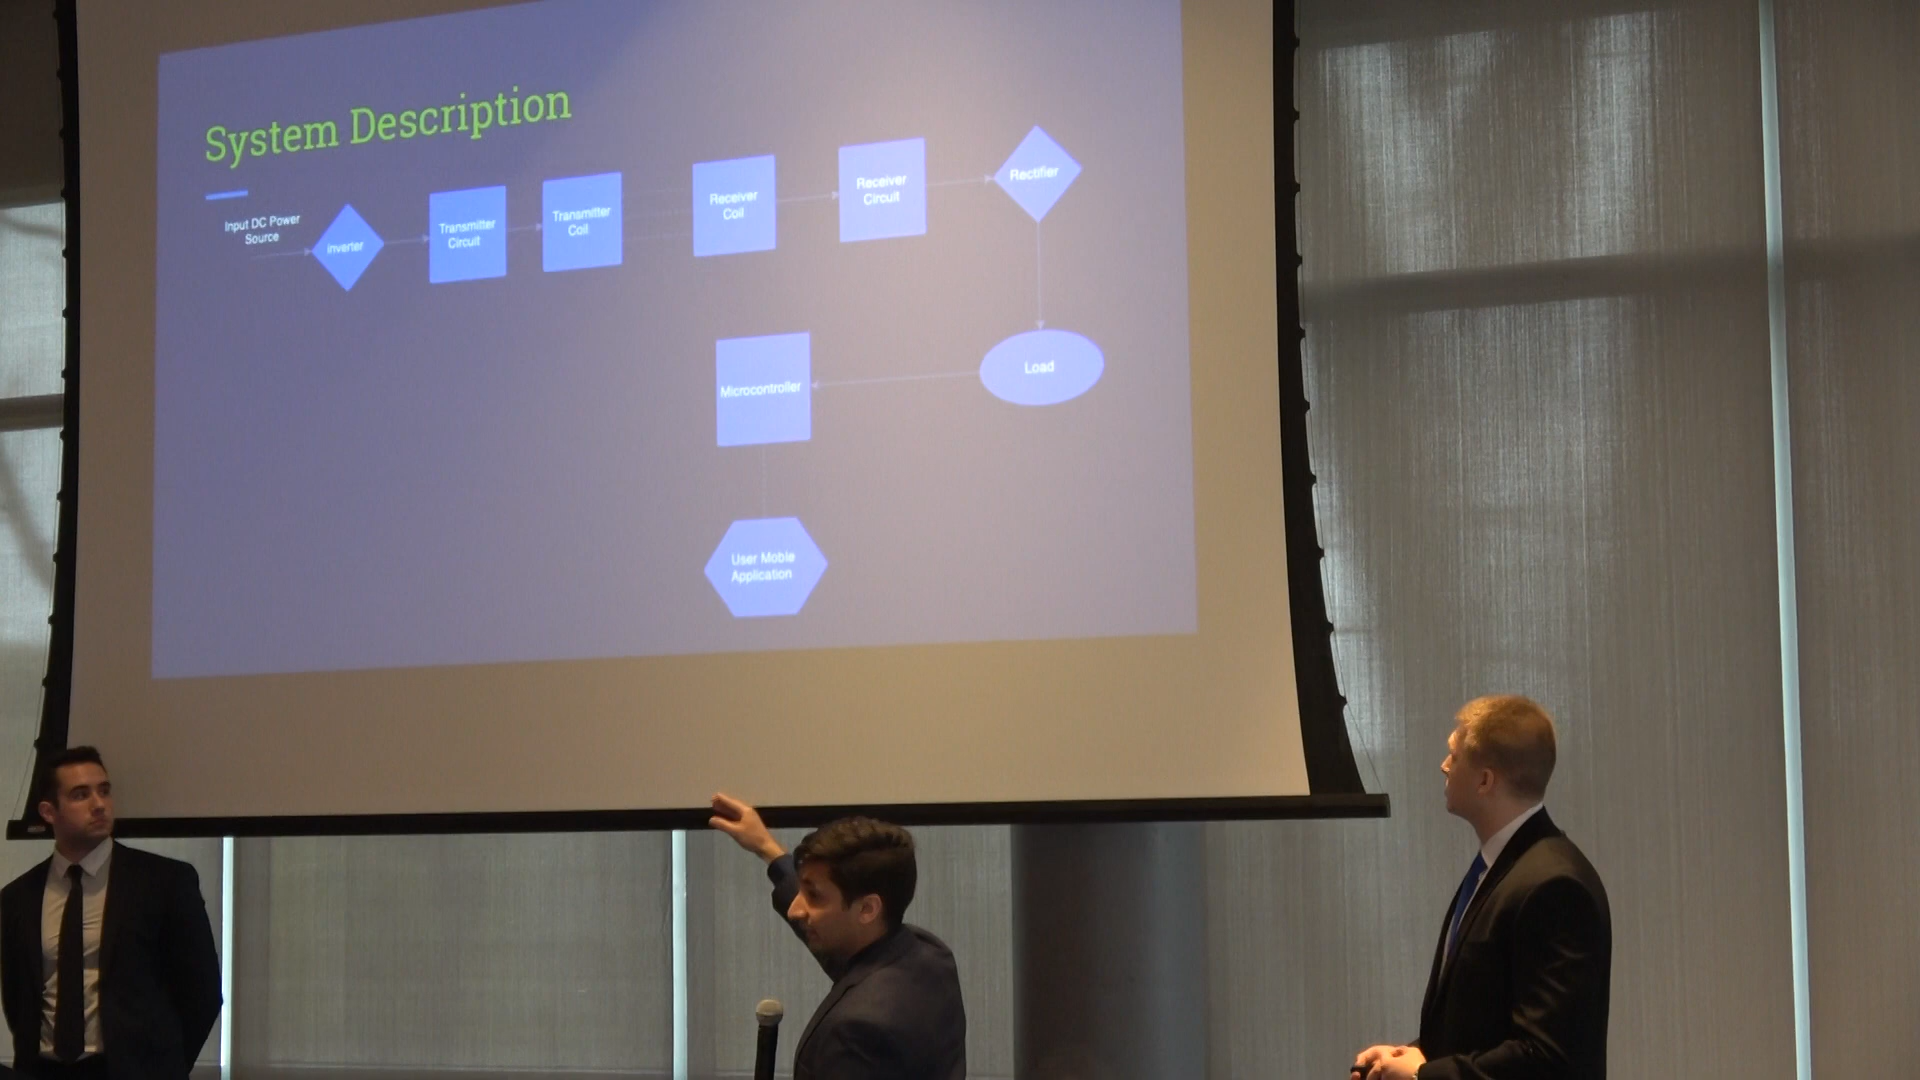 System Description
Input DC Power
Source
inverter
Transmitter
Circuit
Transmitter
Coil
Receiver
Coil
Receiver
Circuit
Rectifier
Microcontroller
Load
User Moble
Application